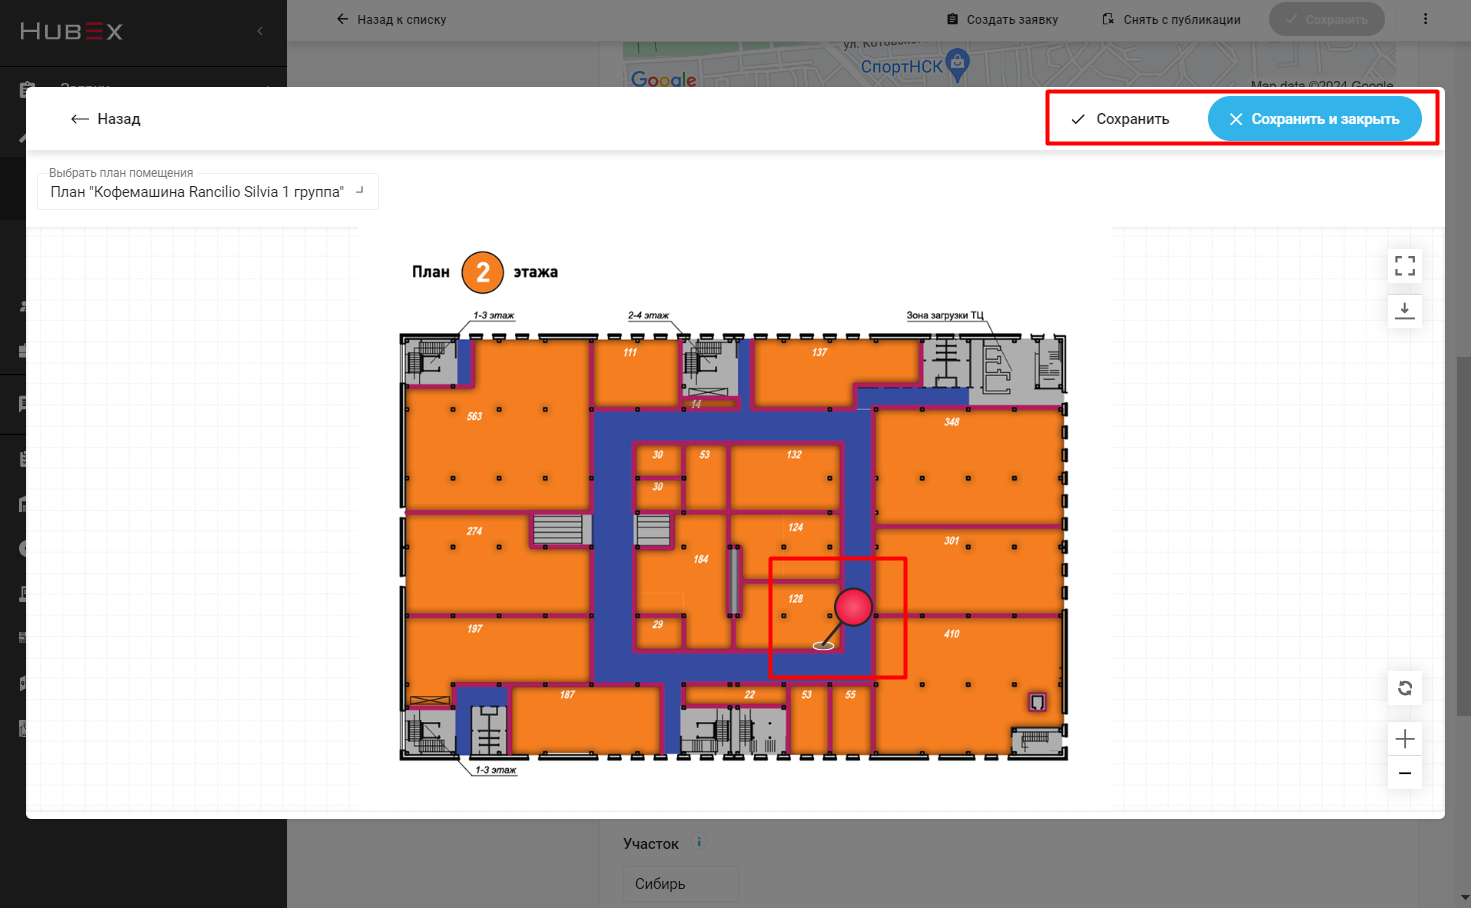 HUBEX
Назад к списку
Создать заявку
Снять с публикации
Сохранить
СпортНСК
Google
Map data ©2024 Google
Назад
Сохранить
Сохранить и закрыть
Выбрать план помещения
План "Кофемашина Rancilio Silvia 1 группа"
План 2 этажа
1-3 этаж
2-4 этаж
Зона загрузки ТЦ
111
137
14
563
348
30
53
132
30
274
124
301
184
128
29
197
410
187
22
53
55
1-3 этаж
Участок
Сибирь